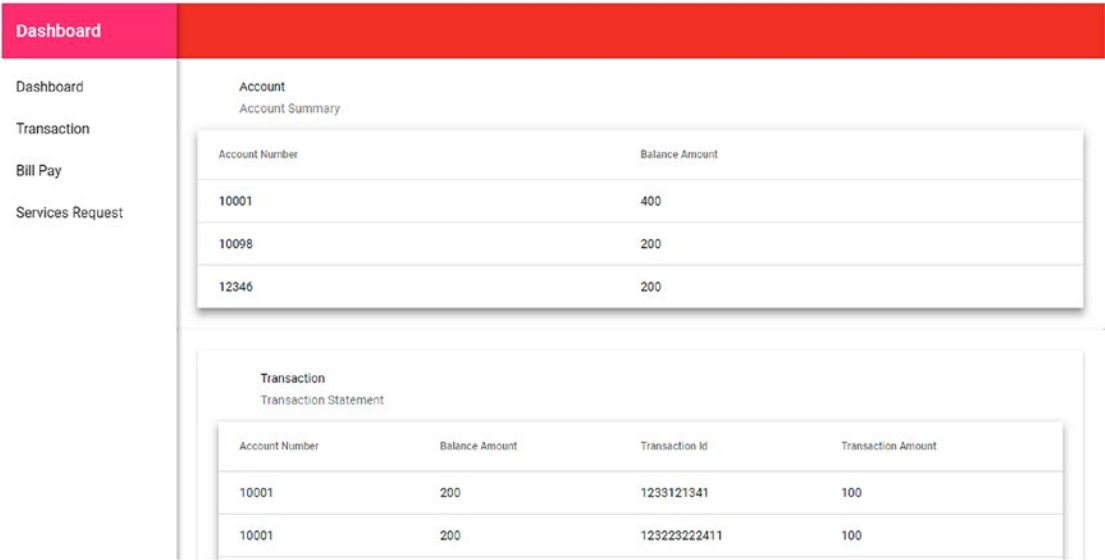 Dashboard
Dashboard
Transaction
Bill Pay
Services Request
Account
Account Summary
Account Number Balance Amount
10001 400
10098 200
12346 200
Transaction
Transaction Statement
Account Number Balance Amount Transaction Id Transaction Amount
10001 200 1233121341 100
10001 200 123223222411 100